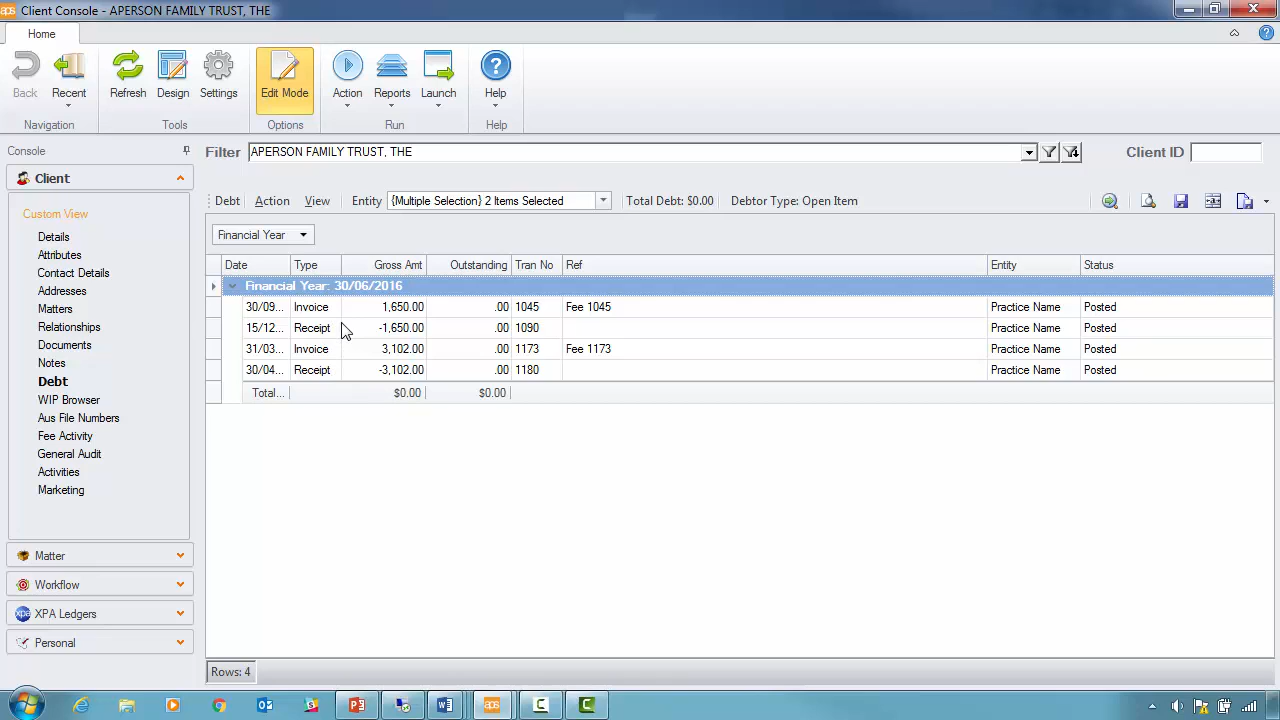 aps Client Console - APERSON FAMILY TRUST, THE
Home
Back Recent Refresh Design Settings Edit Mode Action Reports Launch Help
Navigation Tools Options Run Help
Console
Filter APERSON FAMILY TRUST, THE Client ID
Client
Custom View
Details
Attributes
Contact Details
Addresses
Matters
Relationships
Documents
Notes
Debt
WIP Browser
Aus File Numbers
Fee Activity
General Audit
Activities
Marketing
Matter
Workflow
xpa XPA Ledgers
Personal
Debt Action View Entity {Multiple Selection} 2 Items Selected Total Debt: $0.00 Debtor Type: Open Item
Financial Year
Date Type Gross Amt Outstanding Tran No Ref Entity Status
Financial Year: 30/06/2016
30/09... Invoice 1,650.00 .00 1045 Fee 1045 Practice Name Posted
15/12... Receipt -1,650.00 .00 1090 Practice Name Posted
31/03... Invoice 3,102.00 .00 1173 Fee 1173 Practice Name Posted
30/04... Receipt -3,102.00 .00 1180 Practice Name Posted
Total... $0.00 $0.00
Rows: 4
aps